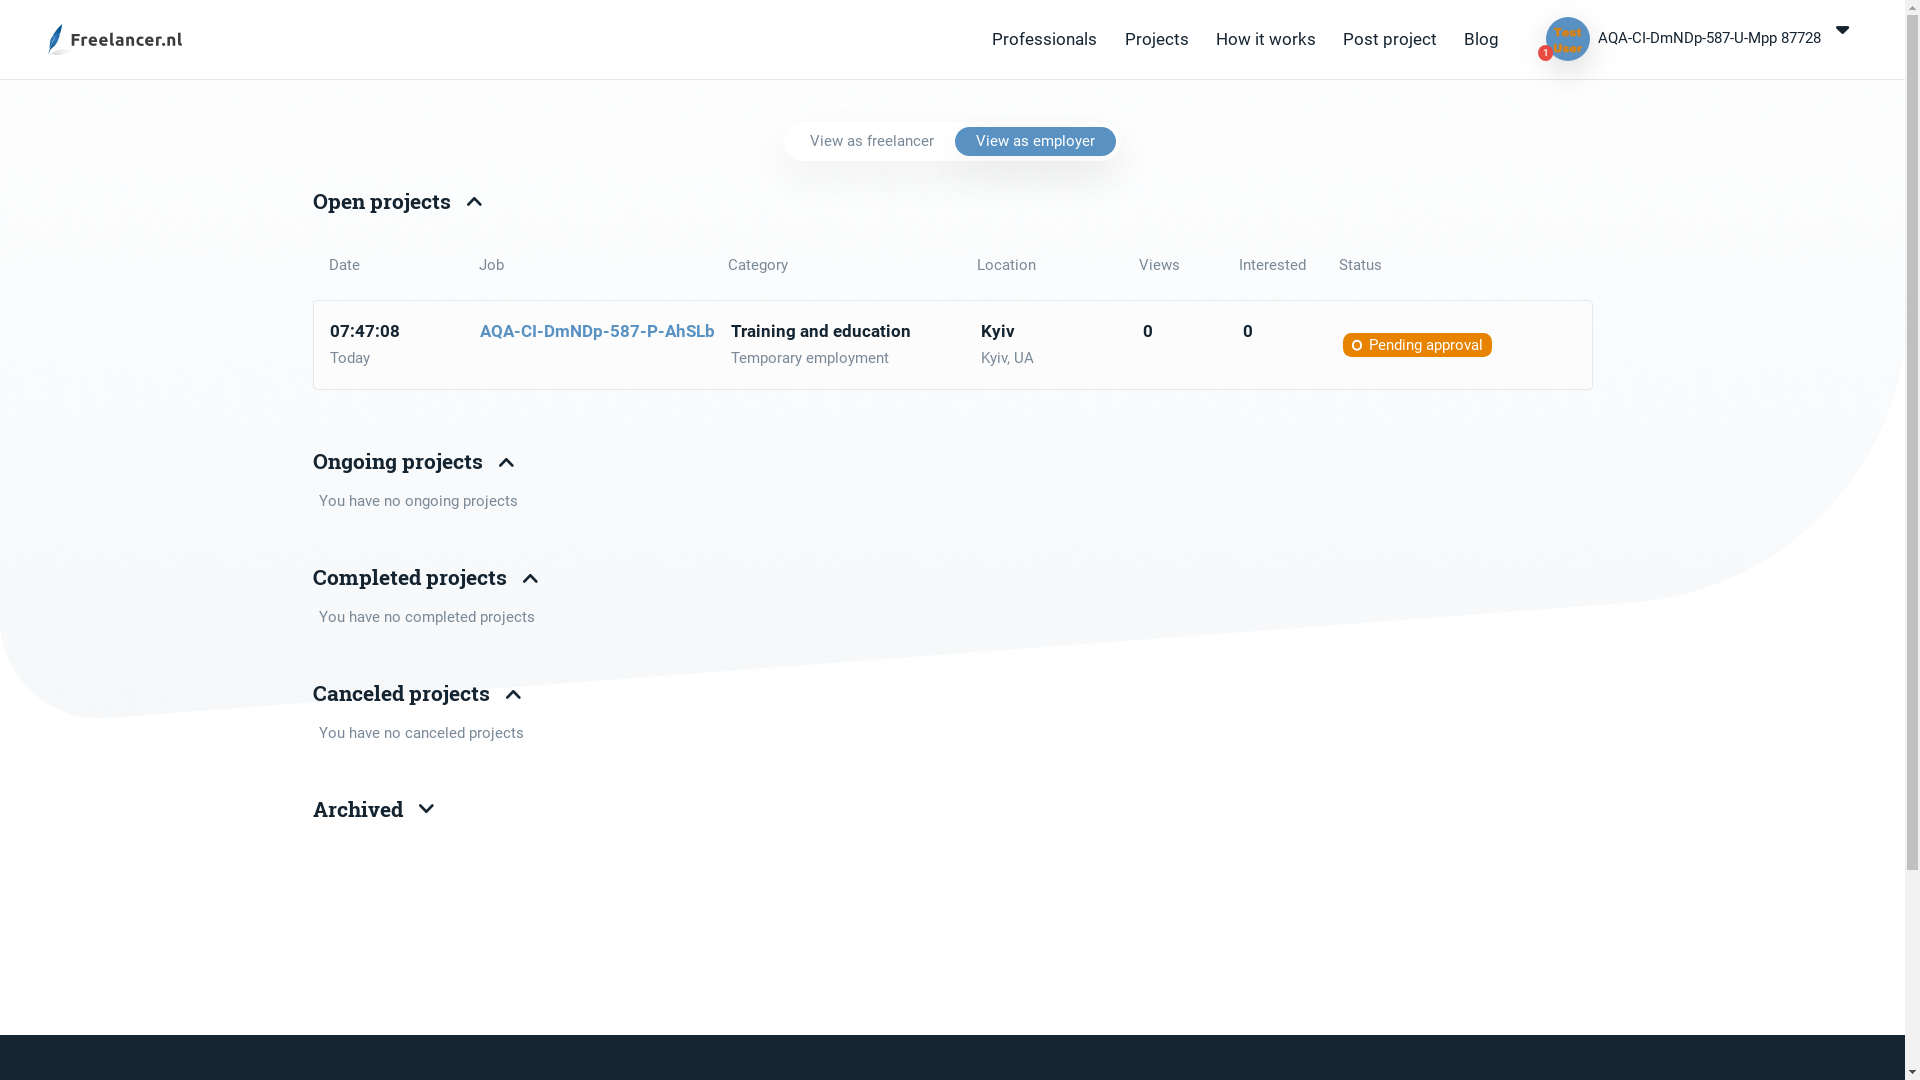 Freelancer.nl
Professionals
Projects
How it works
Post project
Blog
Test
User
1
AQA-CI-DmNDp-587-U-Mpp 87728
View as freelancer
View as employer
Open projects
Date
Job
Category
Location
Views
Interested
Status
07:47:08
AQA-CI-DmNDp-587-P-AhSLb
Training and education
Kyiv
0
0
Pending approval
Today
Temporary employment
Kyiv, UA
Ongoing projects
You have no ongoing projects
Completed projects
You have no completed projects
Canceled projects
You have no canceled projects
Archived